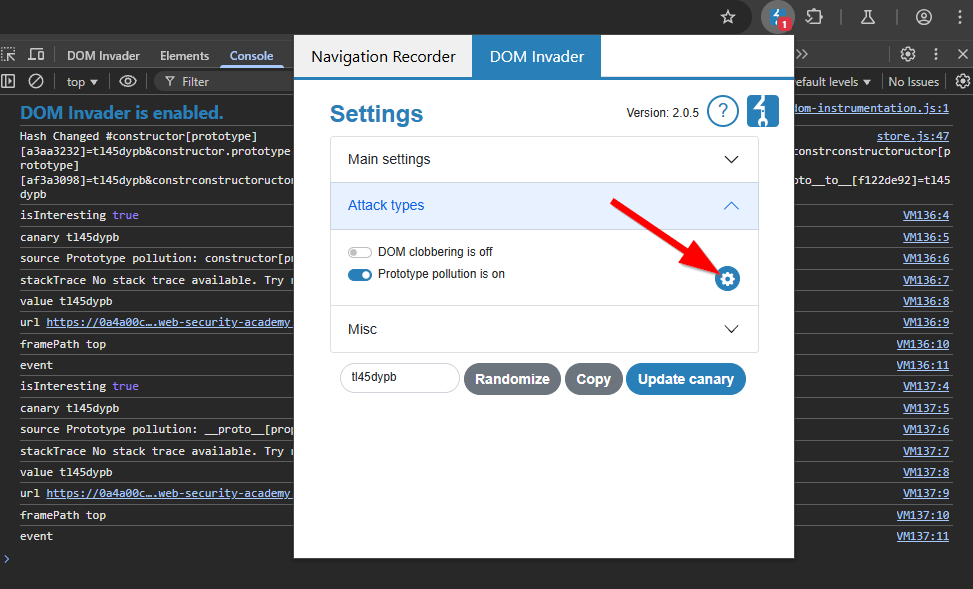 1
DOM Invader Elements Console
top Filter
Navigation Recorder DOM Invader
efault levels No Issues
Settings
Version: 2.0.5 ?
Main settings
Attack types
DOM clobbering is off
Prototype pollution is on
Misc
tl45dypb Randomize Copy Update canary
DOM Invader is enabled. dom-instrumentation.js:1
Hash Changed #constructor[prototype] store.js:47
[a3aa3232]=tl45dypb&constructor.prototype constrconstructoructor[p
rototype]
[af3a3098]=tl45dypb&constrconstructoructor oto__to__[f122de92]=tl45
dypb
isInteresting true VM136:4
canary tl45dypb VM136:5
source Prototype pollution: constructor[p VM136:6
stackTrace No stack trace available. Try VM136:7
value tl45dypb VM136:8
url https://0a4a00c….web-security-academy VM136:9
framePath top VM136:10
event VM136:11
isInteresting true VM137:4
canary tl45dypb VM137:5
source Prototype pollution: __proto__[prop VM137:6
stackTrace No stack trace available. Try VM137:7
value tl45dypb VM137:8
url https://0a4a00c….web-security-academy VM137:9
framePath top VM137:10
event VM137:11